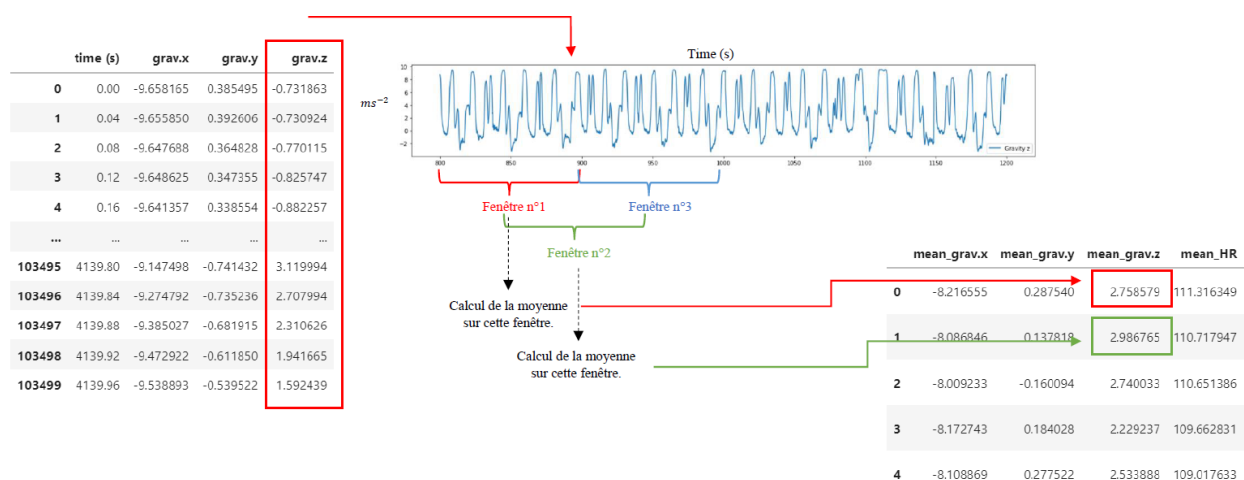 time (s) grav.x grav.y grav.z
0 0.00 -9.658165 0.385495 -0.731863
1 0.04 -9.655850 0.392606 -0.730924
2 0.08 -9.647688 0.364828 -0.770115
3 0.12 -9.648625 0.347355 -0.825747
4 0.16 -9.641357 0.338554 -0.882257
... ... ... ... ...
103495 4139.80 -9.147498 -0.741432 3.119994
103496 4139.84 -9.274792 -0.735236 2.707994
103497 4139.88 -9.385027 -0.681915 2.310626
103498 4139.92 -9.472922 -0.611850 1.941665
103499 4139.96 -9.538893 -0.539522 1.592439
Time (s)
ms⁻²
10
8
6
4
2
0
−2
Gravity z
800 850 900 950 1000 1050 1100 1150 1200
Fenêtre n°1 Fenêtre n°3
Fenêtre n°2
Calcul de la moyenne
sur cette fenêtre.
Calcul de la moyenne
sur cette fenêtre.
mean_grav.x mean_grav.y mean_grav.z mean_HR
0 -8.216555 0.287540 2.758579 111.316349
1 -8.086846 0.137818 2.986765 110.717947
2 -8.009233 -0.160094 2.740033 110.651386
3 -8.172743 0.184028 2.229237 109.662831
4 -8.108869 0.277522 2.533888 109.017633